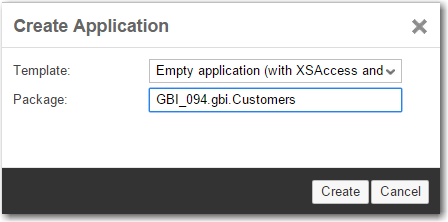 Create Application
Template: Empty application (with XSAccess and
Package: GBI_094.gbi.Customers
Create Cancel